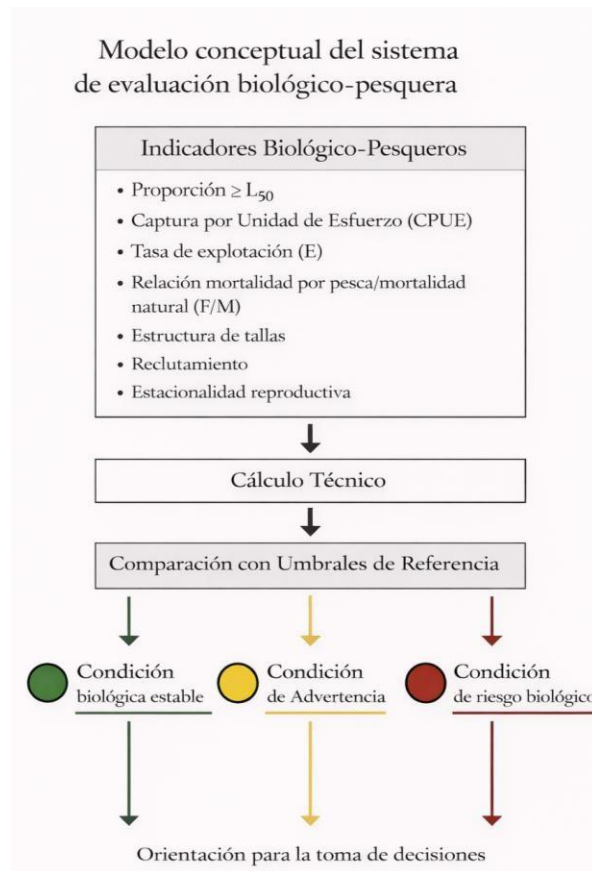 Modelo conceptual del sistema
de evaluación biológico-pesquera
Indicadores Biológico-Pesqueros
• Proporción ≥ L₅₀
• Captura por Unidad de Esfuerzo (CPUE)
• Tasa de explotación (E)
• Relación mortalidad por pesca/mortalidad
natural (F/M)
• Estructura de tallas
• Reclutamiento
• Estacionalidad reproductiva
Cálculo Técnico
Comparación con Umbrales de Referencia
Condición
biológica estable
Condición
de Advertencia
Condición
de riesgo biológico
Orientación para la toma de decisiones